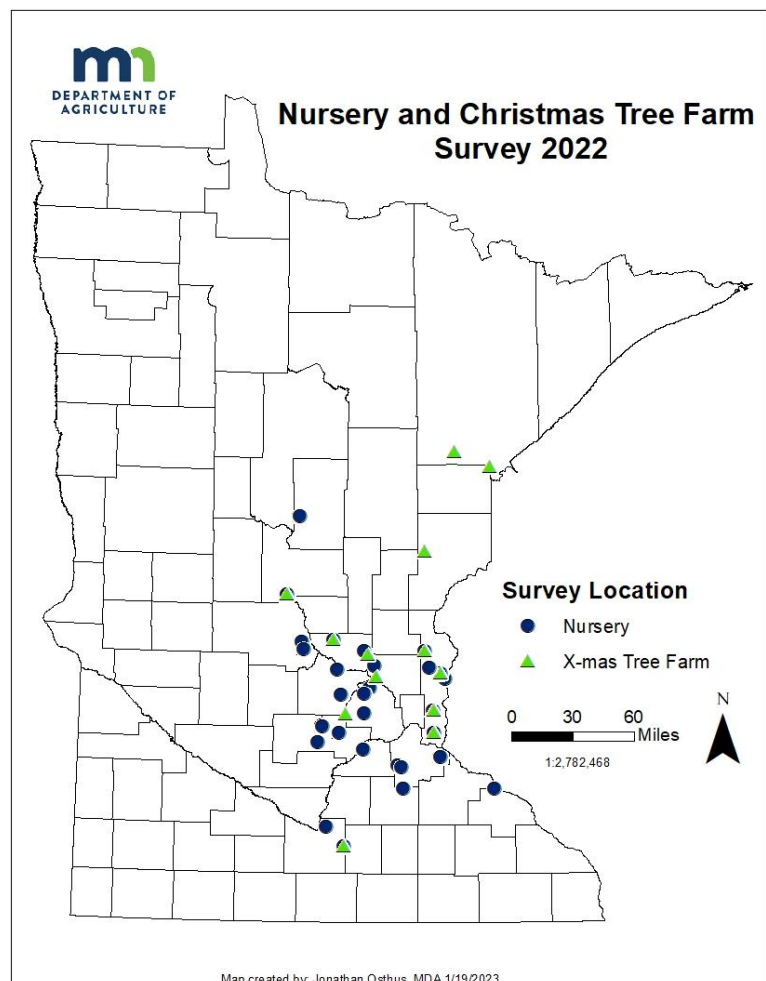 DEPARTMENT OF
AGRICULTURE
Nursery and Christmas Tree Farm
Survey 2022
Survey Location
Nursery
X-mas Tree Farm
N
0 30 60
Miles
1:2,782,468
Map created by: Jonathan Osthus, MDA 1/19/2023